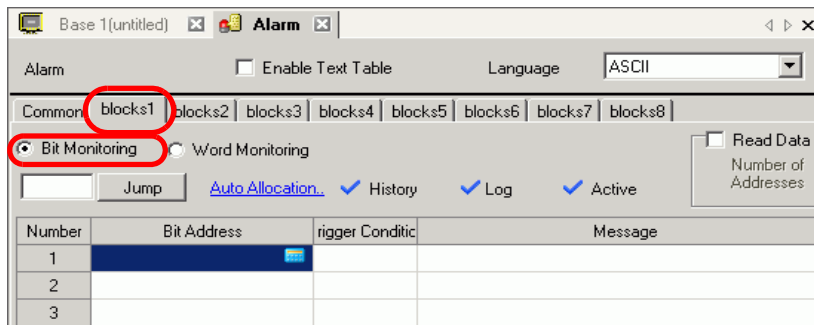 Base 1(untitled) Alarm
Alarm Enable Text Table Language ASCII
Common blocks1 blocks2 blocks3 blocks4 blocks5 blocks6 blocks7 blocks8
Bit Monitoring Word Monitoring Read Data
Jump Auto Allocation.. History Log Active Number of
Addresses
Number Bit Address rigger Conditic Message
1
2
3